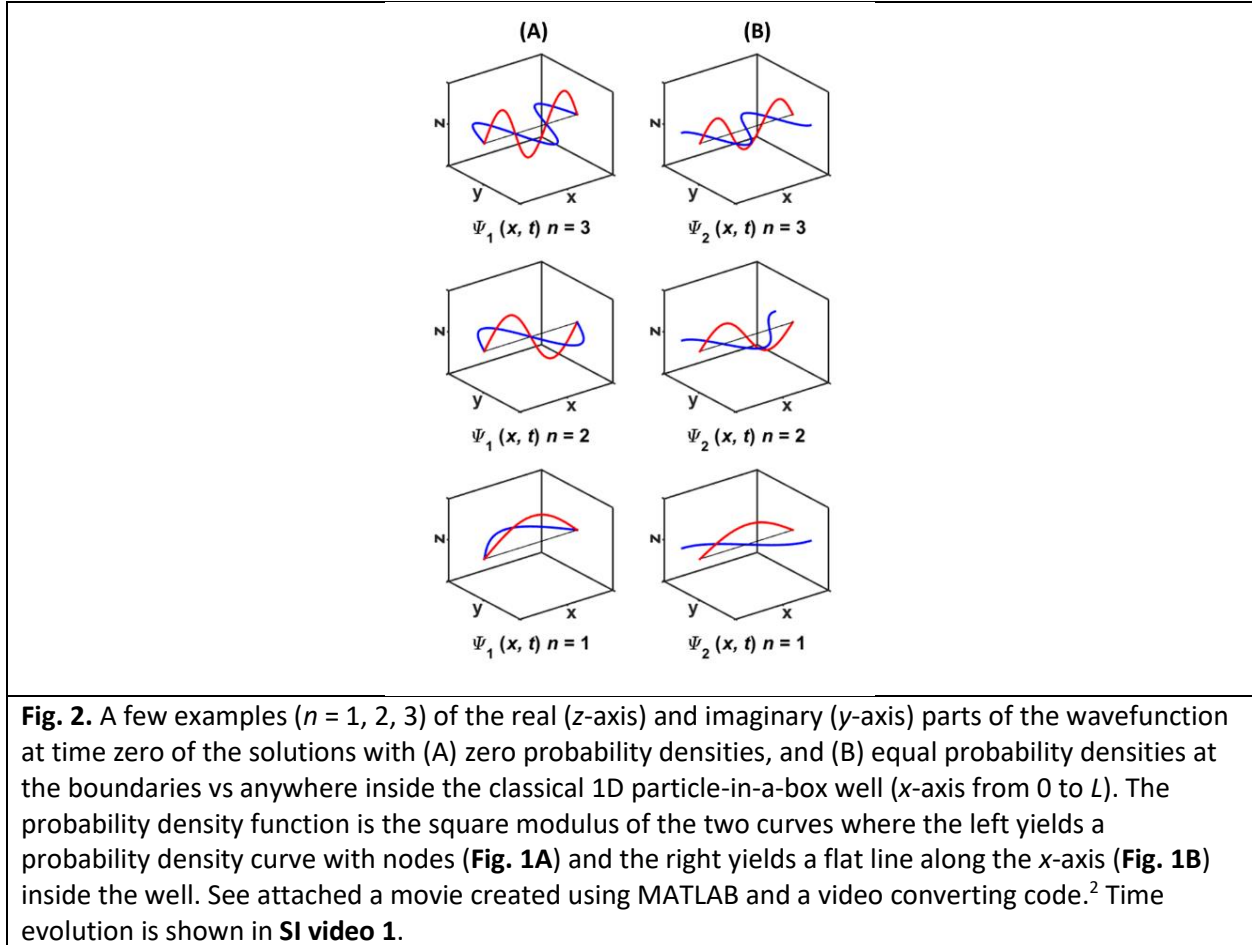 (A) (B)
z z
y x y x
Ψ₁ (x, t) n = 3 Ψ₂ (x, t) n = 3
z z
y x y x
Ψ₁ (x, t) n = 2 Ψ₂ (x, t) n = 2
z z
y x y x
Ψ₁ (x, t) n = 1 Ψ₂ (x, t) n = 1
Fig. 2. A few examples (n = 1, 2, 3) of the real (z-axis) and imaginary (y-axis) parts of the wavefunction
at time zero of the solutions with (A) zero probability densities, and (B) equal probability densities at
the boundaries vs anywhere inside the classical 1D particle-in-a-box well (x-axis from 0 to L). The
probability density function is the square modulus of the two curves where the left yields a
probability density curve with nodes (Fig. 1A) and the right yields a flat line along the x-axis (Fig. 1B)
inside the well. See attached a movie created using MATLAB and a video converting code.² Time
evolution is shown in SI video 1.